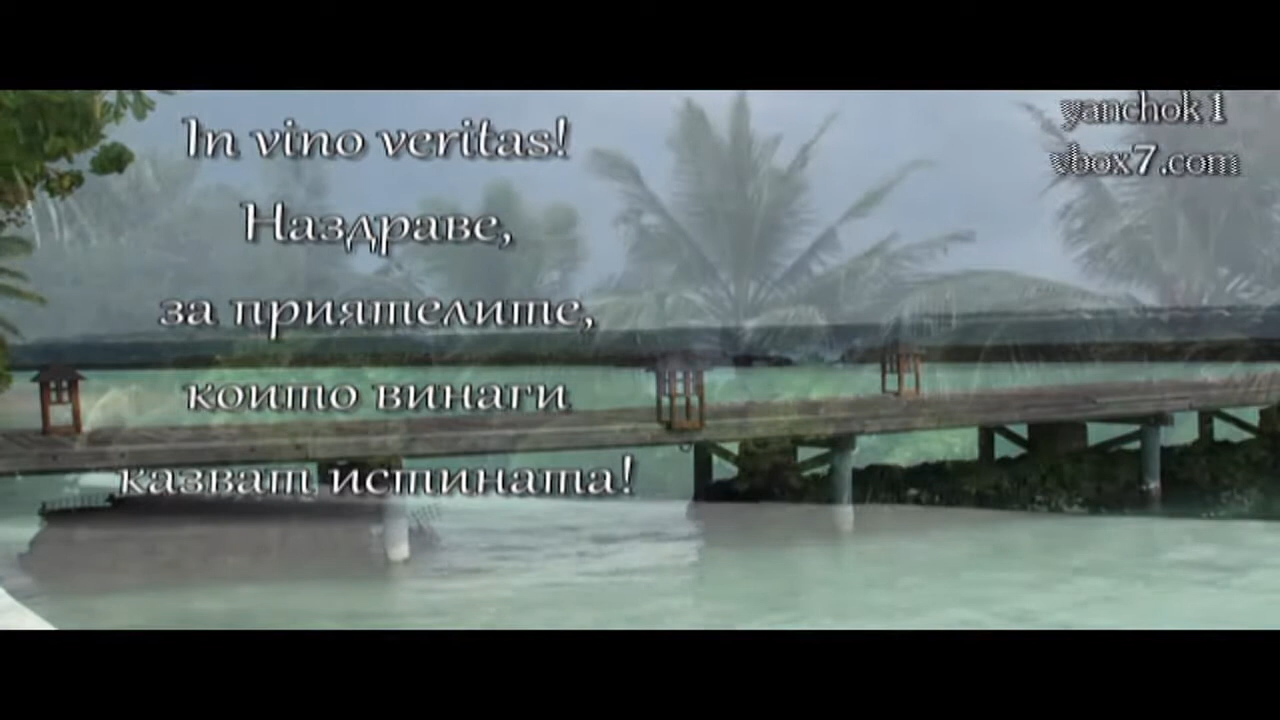 In vino veritas!
Наздраве,
за приятелите,
които винаги
казват истината!
yanchok1
vbox7.com